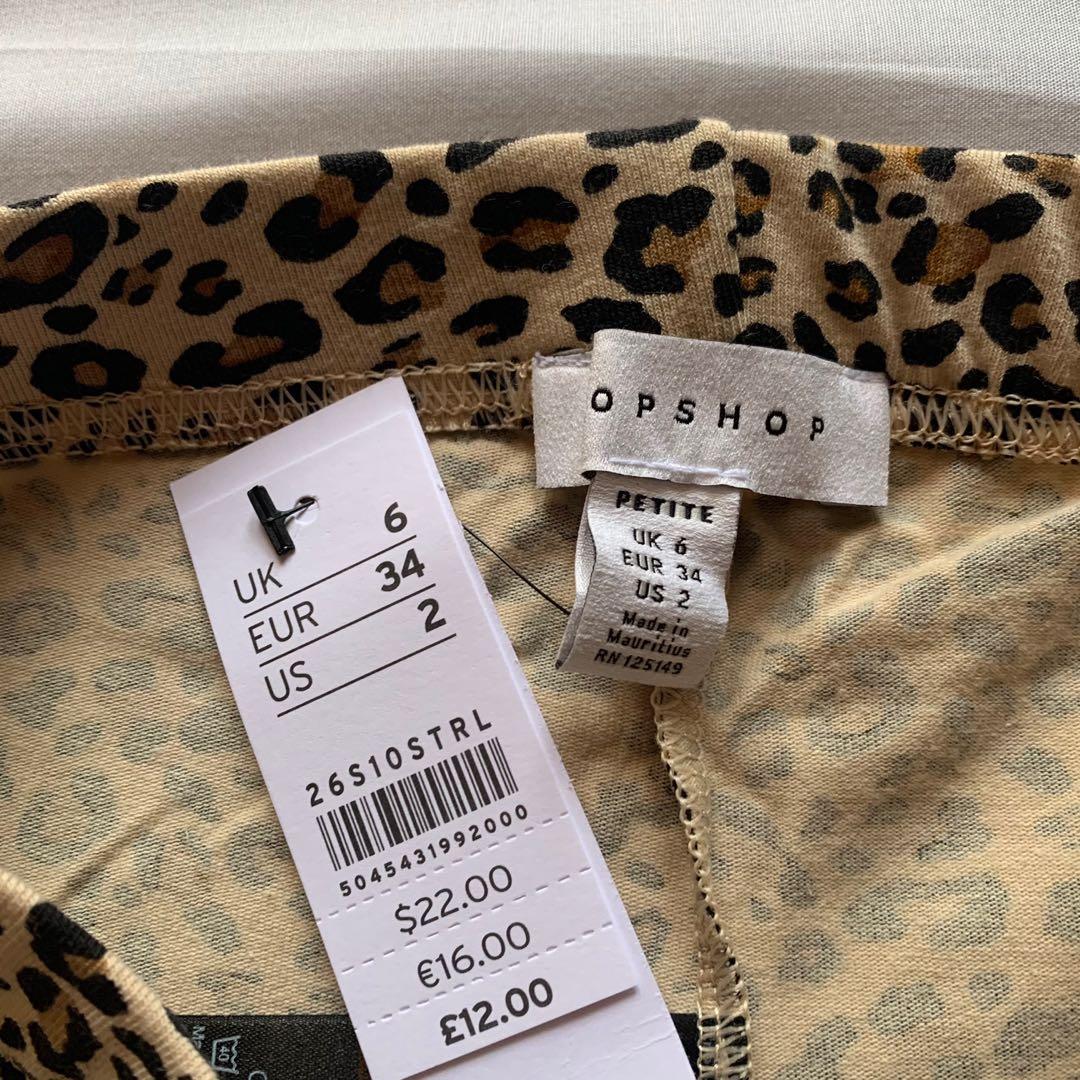 OPSHOP
PETITE
UK 6
EUR 34
US 2
Made in
Mauritius
RN 125149
UK 6
EUR 34
US 2
26S10STRL
5045431992000
$22.00
€16.00
£12.00
40